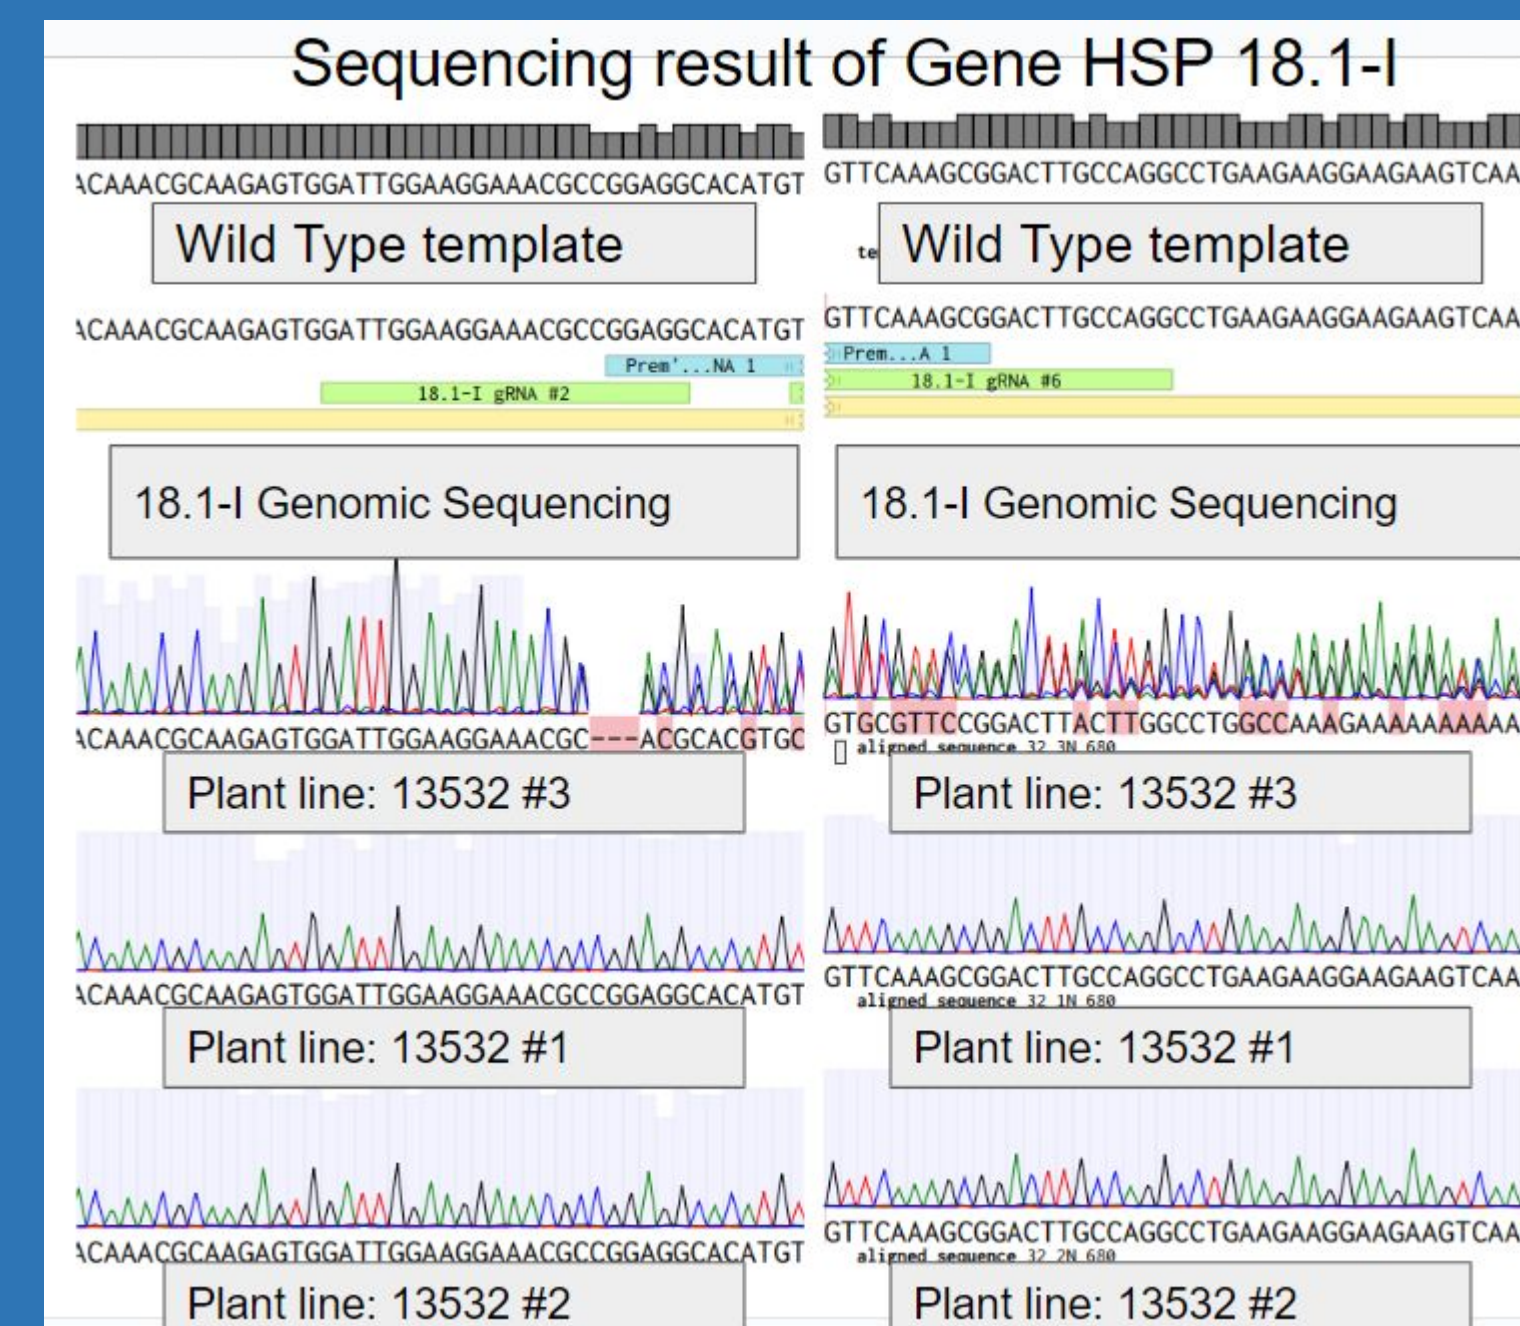 Sequencing result of Gene HSP 18.1-I
ACAAACGCAAGAGTGGATTGGAAGGAAACGCCGGAGGCACATGT
Wild Type template
ACAAACGCAAGAGTGGATTGGAAGGAAACGCCGGAGGCACATGT
Prem'...NA 1
18.1-I gRNA #2
18.1-I Genomic Sequencing
ACAAACGCAAGAGTGGATTGGAAGGAAACGC---ACGCACGTGC
Plant line: 13532 #3
ACAAACGCAAGAGTGGATTGGAAGGAAACGCCGGAGGCACATGT
Plant line: 13532 #1
ACAAACGCAAGAGTGGATTGGAAGGAAACGCCGGAGGCACATGT
Plant line: 13532 #2
GTTCAAAGCGGACTTGCCAGGCCTGAAGAAGGAAGAAGTCAA
te
Wild Type template
GTTCAAAGCGGACTTGCCAGGCCTGAAGAAGGAAGAAGTCAA
Prem...A 1
18.1-I gRNA #6
18.1-I Genomic Sequencing
GTGCGTTCCGGACTTACTTGGCCTGGCCAAAGAAAAAAAAAA
aligned sequence 32 3N 680
Plant line: 13532 #3
GTTCAAAGCGGACTTGCCAGGCCTGAAGAAGGAAGAAGTCAA
aligned sequence 32 1N 680
Plant line: 13532 #1
GTTCAAAGCGGACTTGCCAGGCCTGAAGAAGGAAGAAGTCAA
aligned sequence 32 2N 680
Plant line: 13532 #2